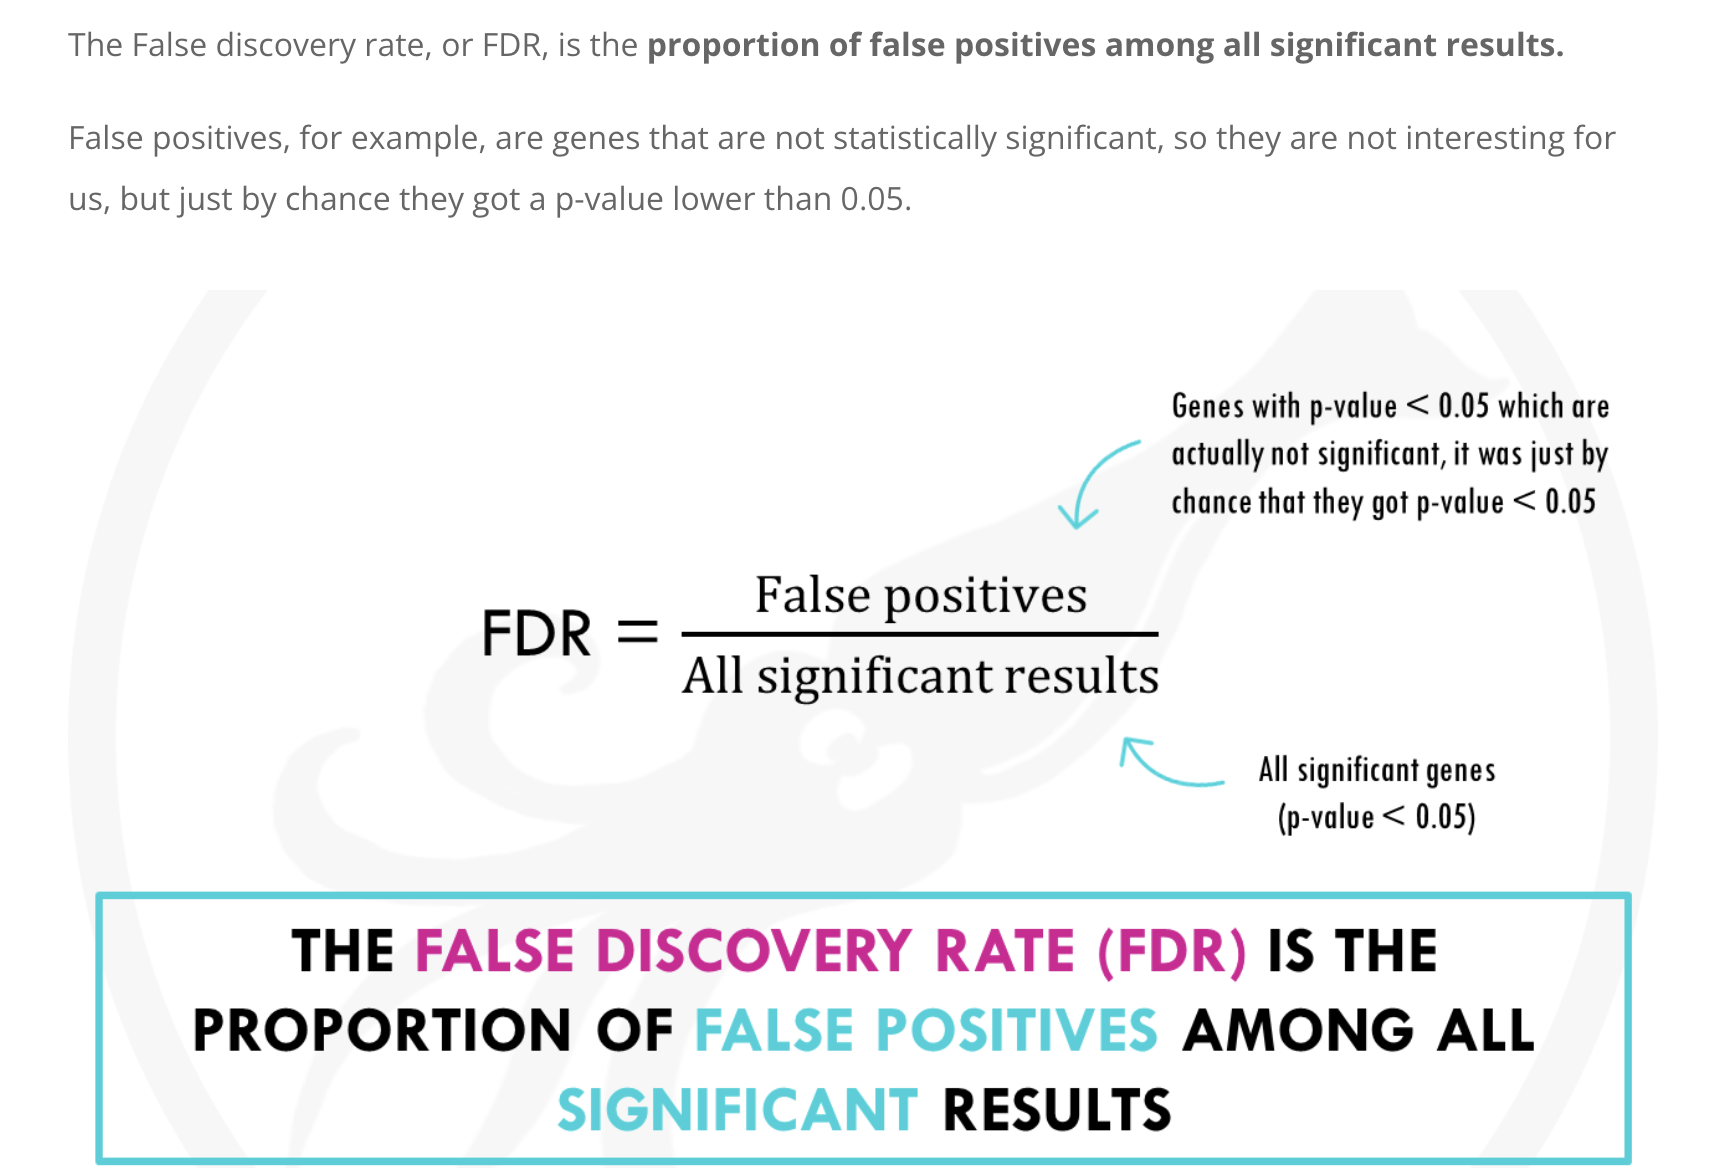 The False discovery rate, or FDR, is the proportion of false positives among all significant results.
False positives, for example, are genes that are not statistically significant, so they are not interesting for
us, but just by chance they got a p-value lower than 0.05.
Genes with p-value < 0.05 which are
actually not significant, it was just by
chance that they got p-value < 0.05
FDR = False positives
All significant results
All significant genes
(p-value < 0.05)
THE FALSE DISCOVERY RATE (FDR) IS THE
PROPORTION OF FALSE POSITIVES AMONG ALL
SIGNIFICANT RESULTS